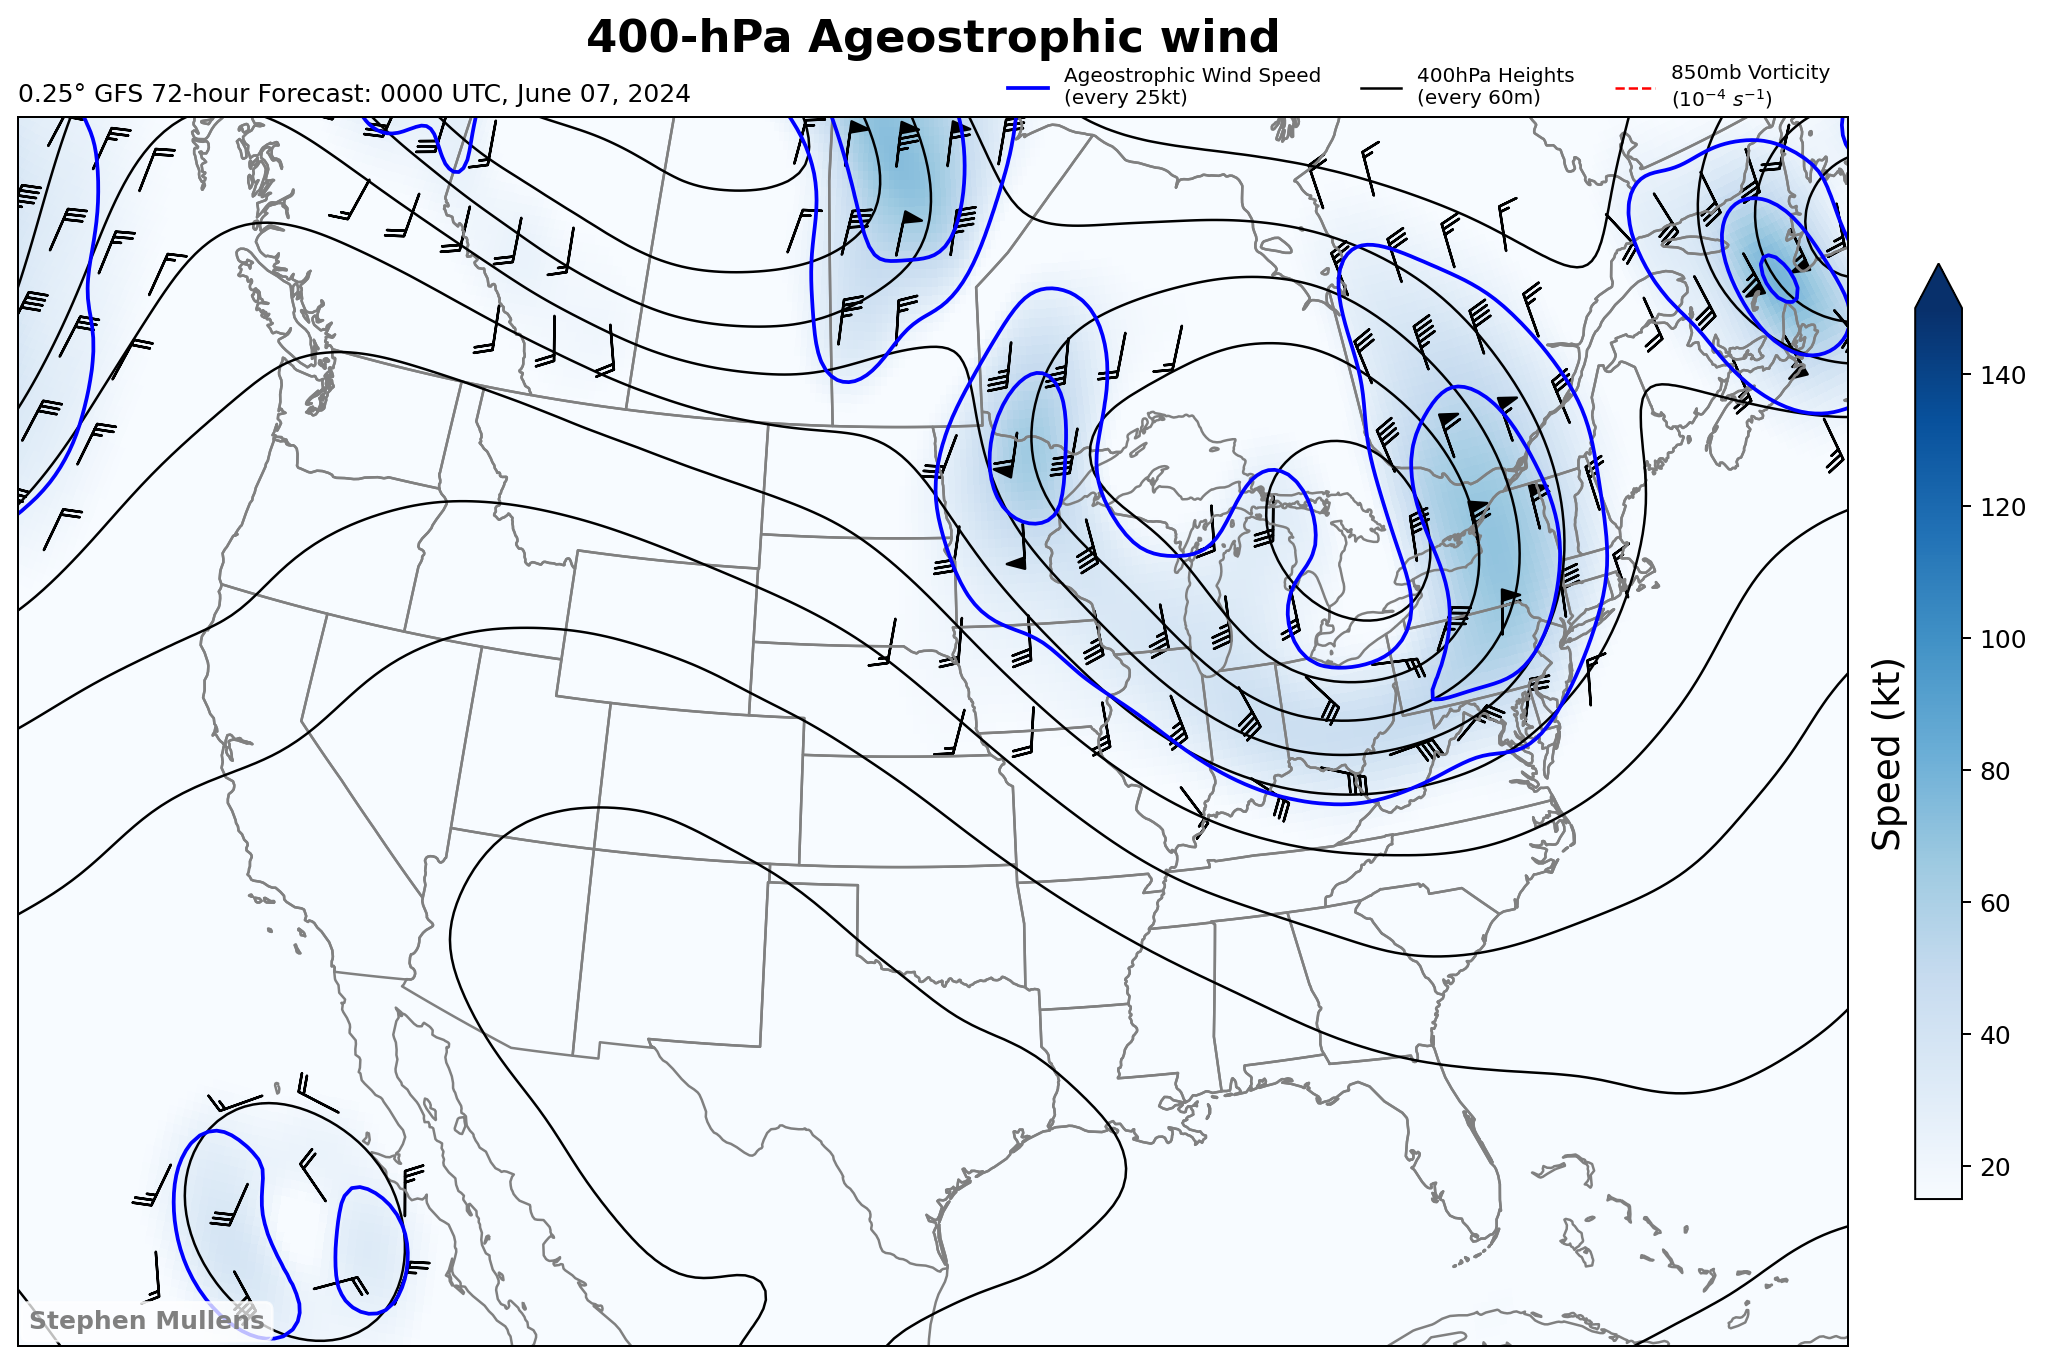 400-hPa Ageostrophic wind
0.25° GFS 72-hour Forecast: 0000 UTC, June 07, 2024
Ageostrophic Wind Speed
(every 25kt)
400hPa Heights
(every 60m)
850mb Vorticity
(10⁻⁴ s⁻¹)
140
120
100
80
60
40
20
Speed (kt)
Stephen Mullens